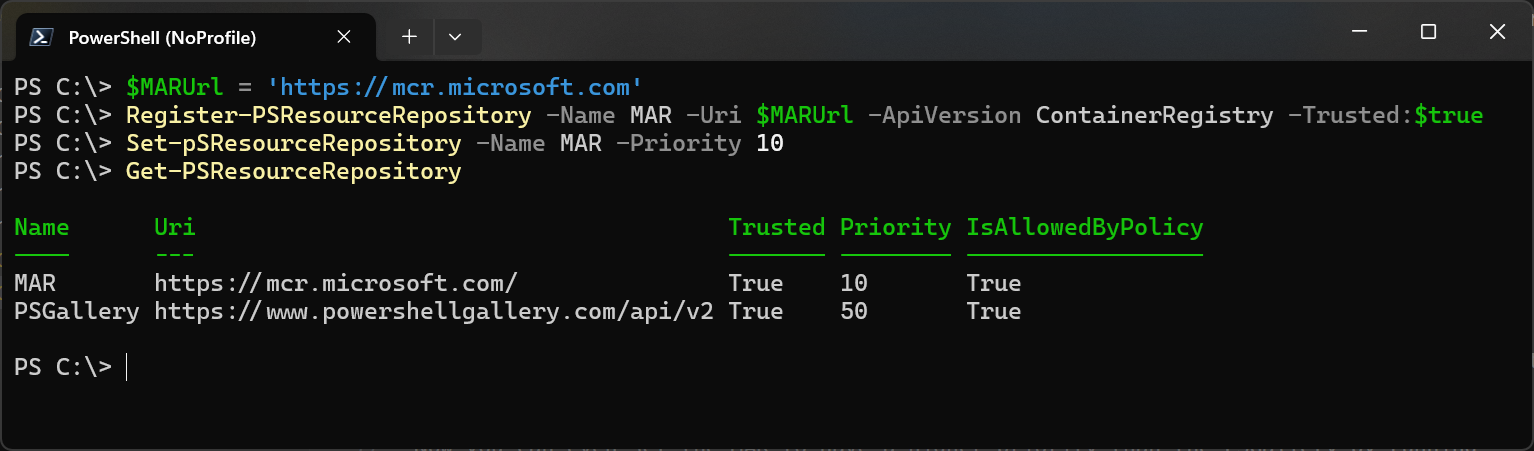 PowerShell (NoProfile)
PS C:\> $MARUrl = 'https://mcr.microsoft.com'
PS C:\> Register-PSResourceRepository -Name MAR -Uri $MARUrl -ApiVersion ContainerRegistry -Trusted:$true
PS C:\> Set-pSResourceRepository -Name MAR -Priority 10
PS C:\> Get-PSResourceRepository
Name Uri Trusted Priority IsAllowedByPolicy
---- --- ------- -------- -----------------
MAR https://mcr.microsoft.com/ True 10 True
PSGallery https://www.powershellgallery.com/api/v2 True 50 True
PS C:\>